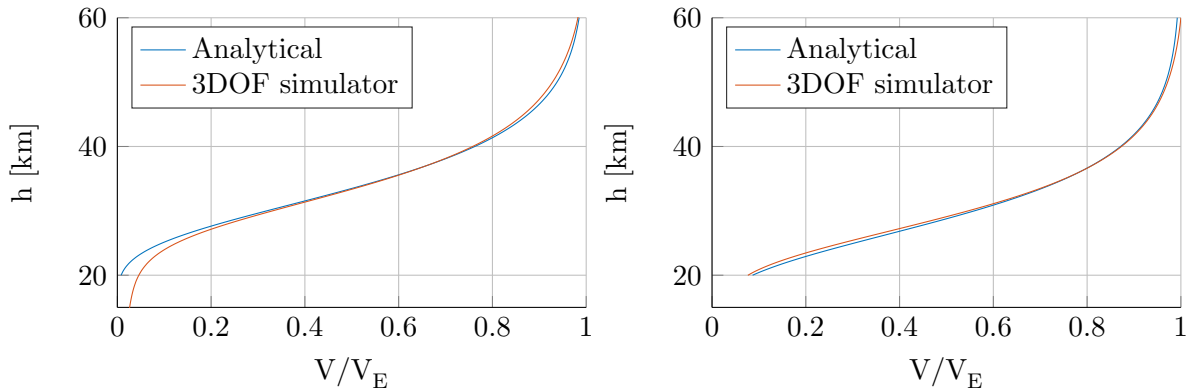 60
40
20
h [km]
Analytical
3DOF simulator
0 0.2 0.4 0.6 0.8 1
V/V_E
60
40
20
h [km]
Analytical
3DOF simulator
0 0.2 0.4 0.6 0.8 1
V/V_E